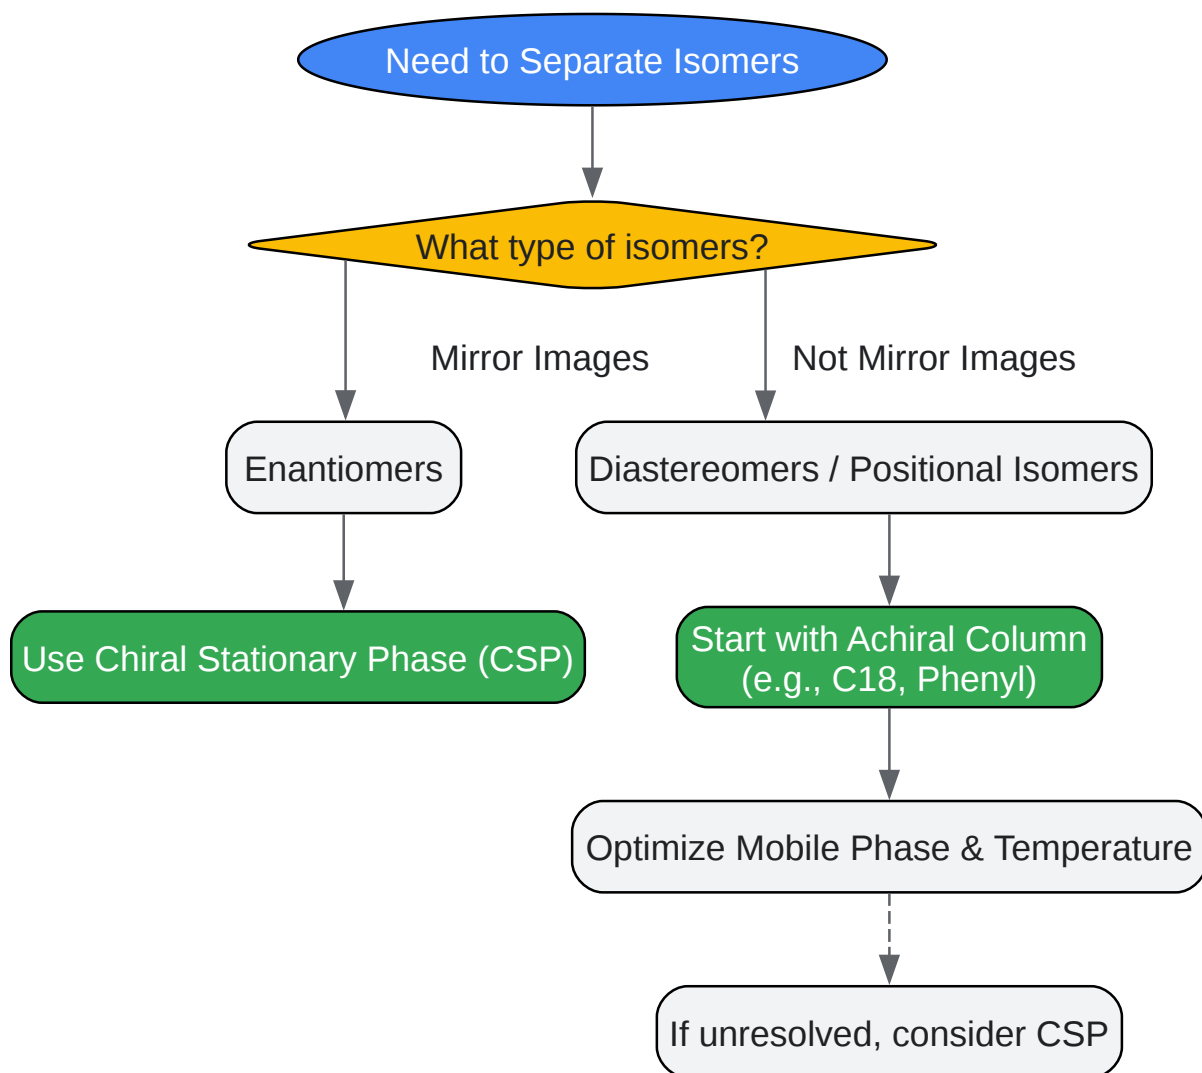 Need to Separate Isomers
What type of isomers?
Mirror Images
Not Mirror Images
Enantiomers
Diastereomers / Positional Isomers
Use Chiral Stationary Phase (CSP)
Start with Achiral Column
(e.g., C18, Phenyl)
Optimize Mobile Phase & Temperature
If unresolved, consider CSP